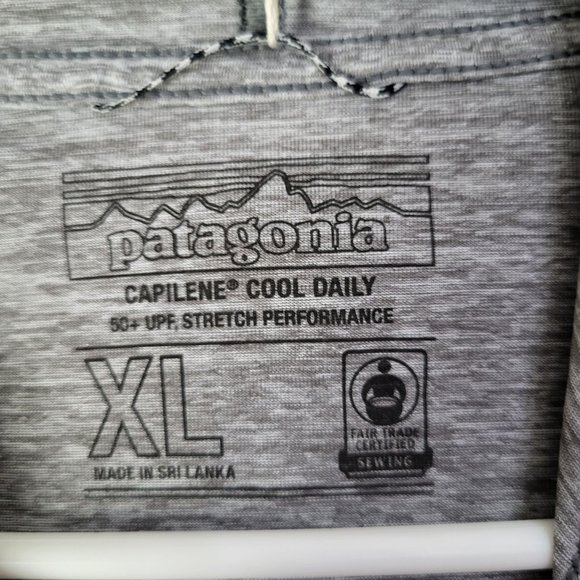 patagonia
CAPILENE® COOL DAILY
50+ UPF, STRETCH PERFORMANCE
XL
MADE IN SRI LANKA
FAIR TRADE
CERTIFIED
SEWING